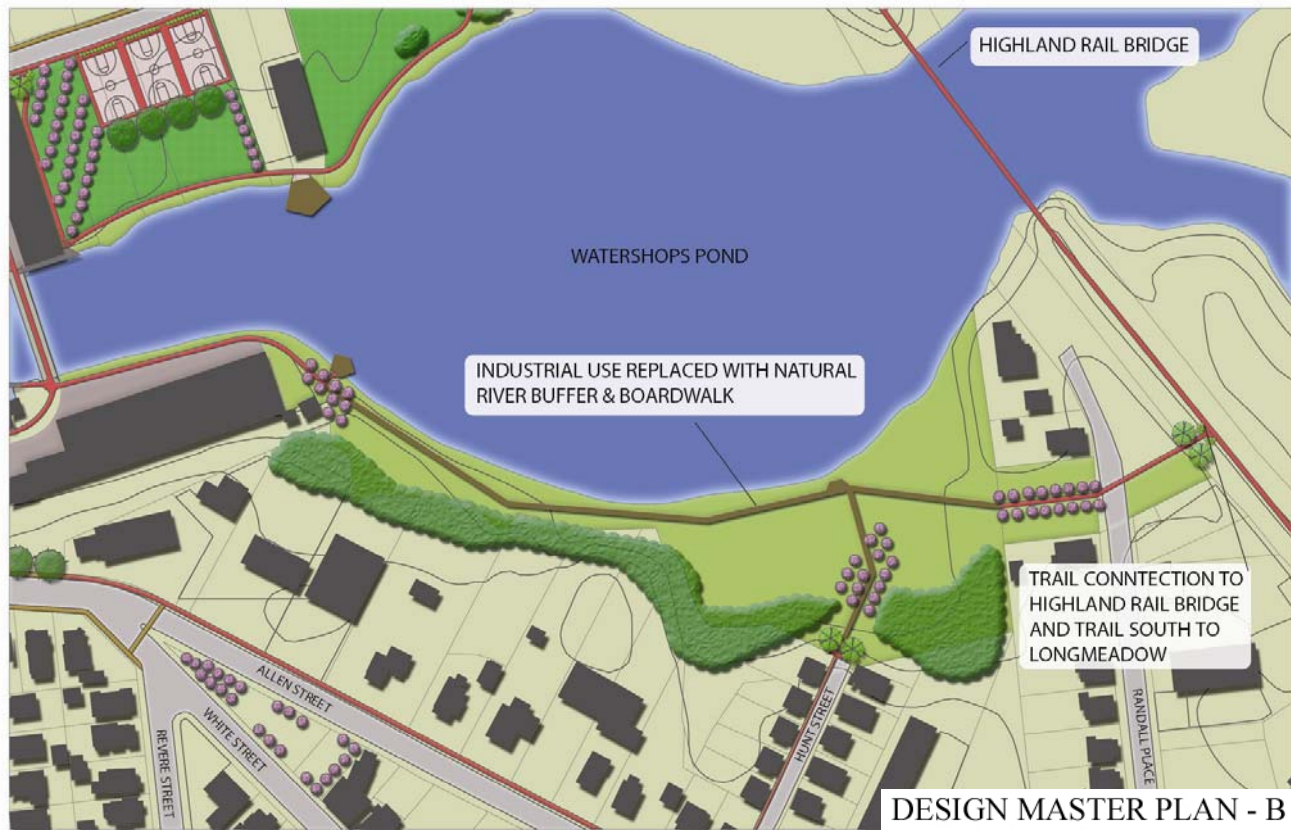 HIGHLAND RAIL BRIDGE
WATERSHOPS POND
INDUSTRIAL USE REPLACED WITH NATURAL
RIVER BUFFER & BOARDWALK
TRAIL CONNTECTION TO
HIGHLAND RAIL BRIDGE
AND TRAIL SOUTH TO
LONGMEADOW
ALLEN STREET
WHITE STREET
REVERE STREET
HUNT STREET
RANDALL PLACE
DESIGN MASTER PLAN - B